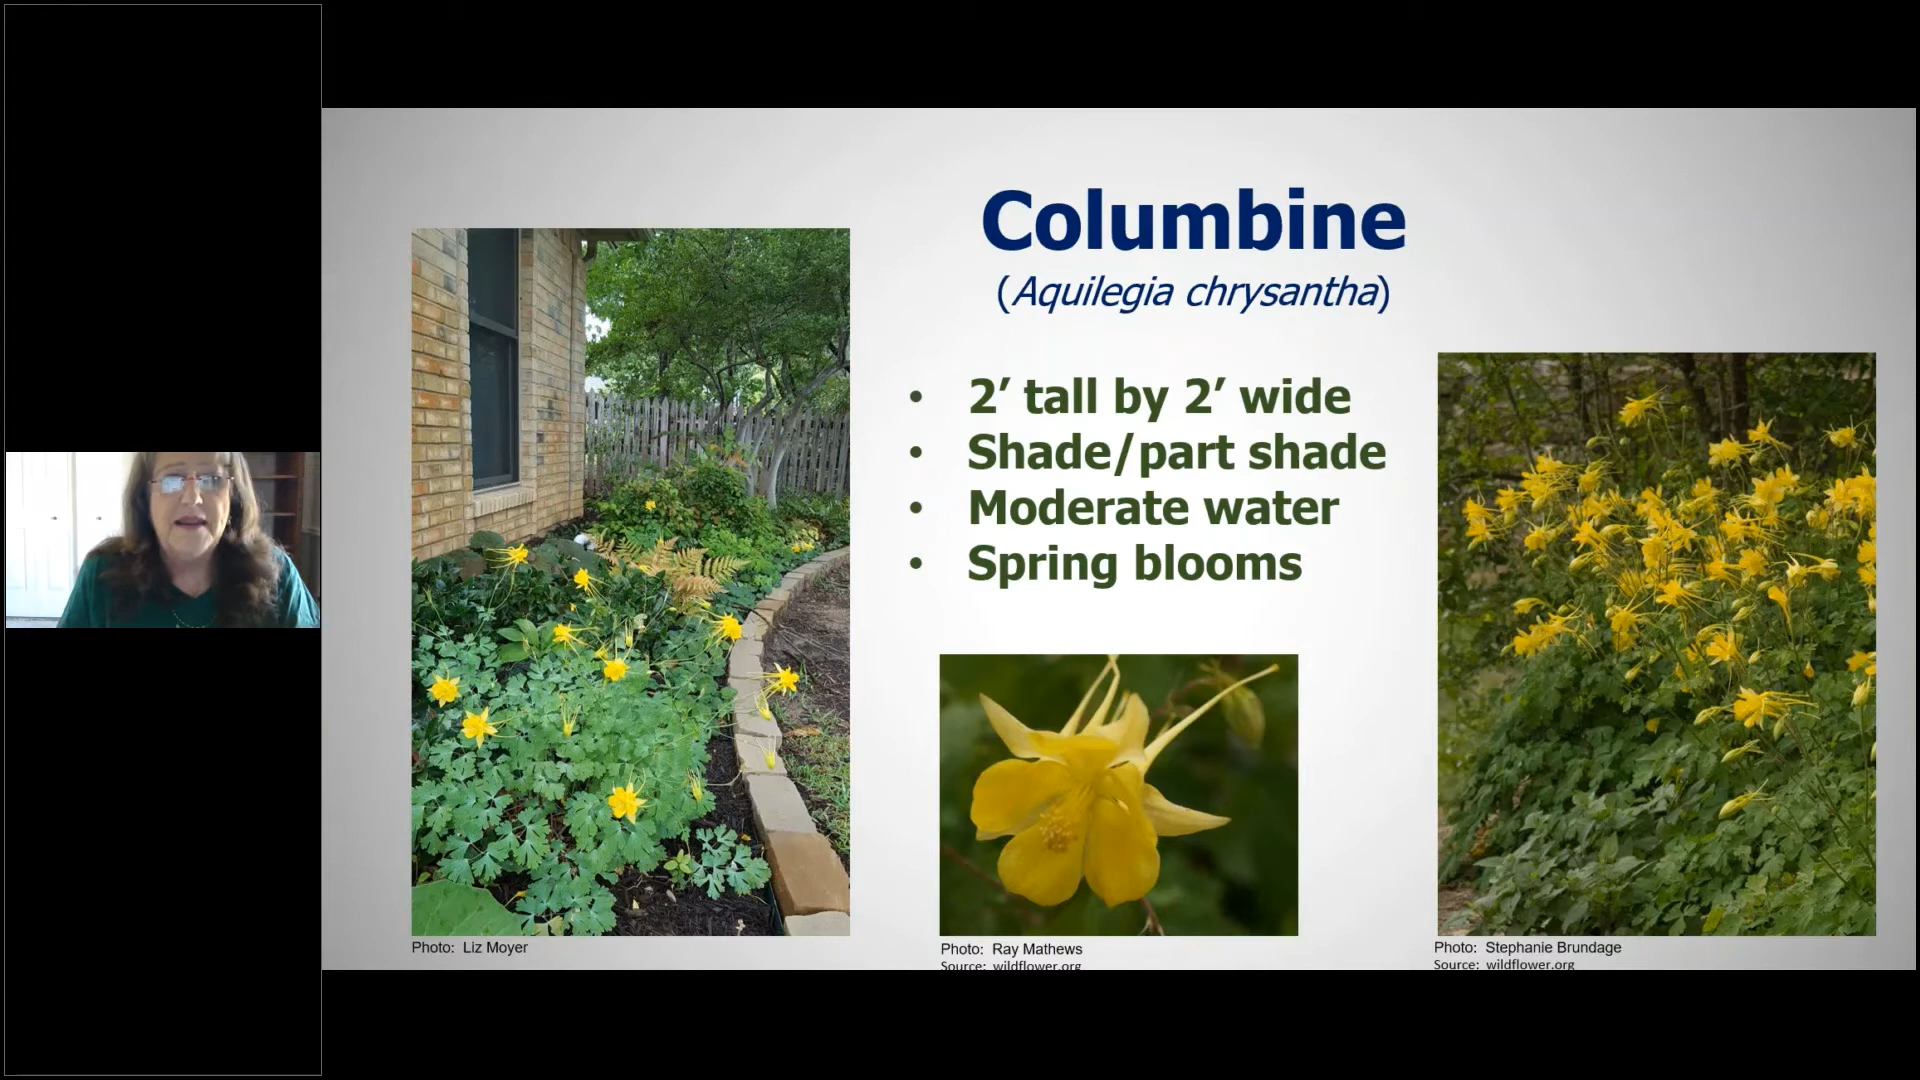 Columbine
(Aquilegia chrysantha)
• 2′ tall by 2′ wide
• Shade/part shade
• Moderate water
• Spring blooms
Photo: Liz Moyer
Photo: Ray Mathews
Source: wildflower.org
Photo: Stephanie Brundage
Source: wildflower.org